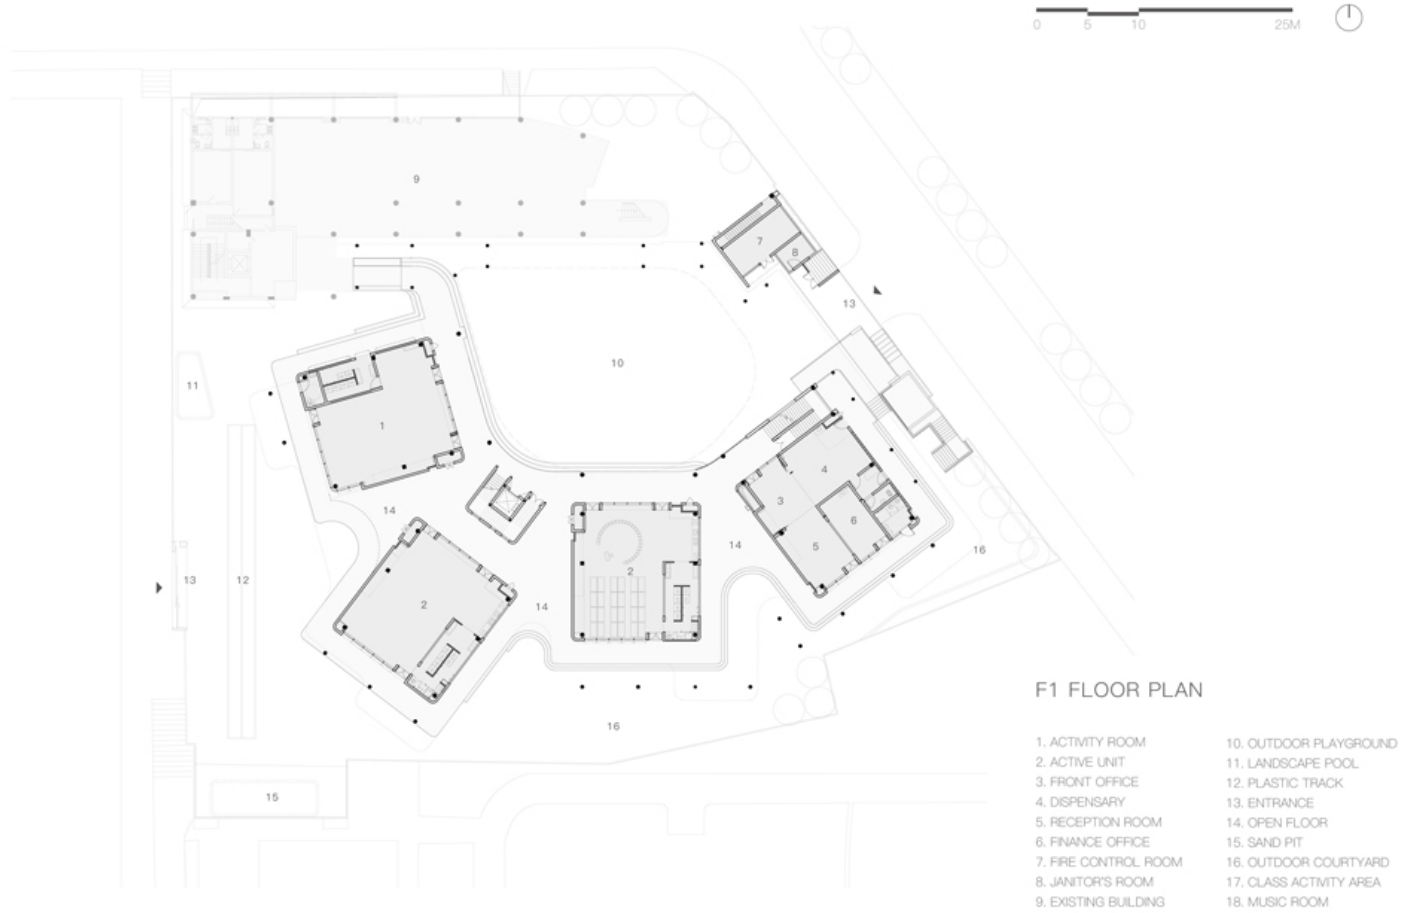 0 5 10 25M
9
7
8
13
10
11
1
4
3
6
5
14
14
16
13
12
2
2
14
16
15
F1 FLOOR PLAN
1. ACTIVITY ROOM
2. ACTIVE UNIT
3. FRONT OFFICE
4. DISPENSARY
5. RECEPTION ROOM
6. FINANCE OFFICE
7. FIRE CONTROL ROOM
8. JANITOR'S ROOM
9. EXISTING BUILDING
10. OUTDOOR PLAYGROUND
11. LANDSCAPE POOL
12. PLASTIC TRACK
13. ENTRANCE
14. OPEN FLOOR
15. SAND PIT
16. OUTDOOR COURTYARD
17. CLASS ACTIVITY AREA
18. MUSIC ROOM